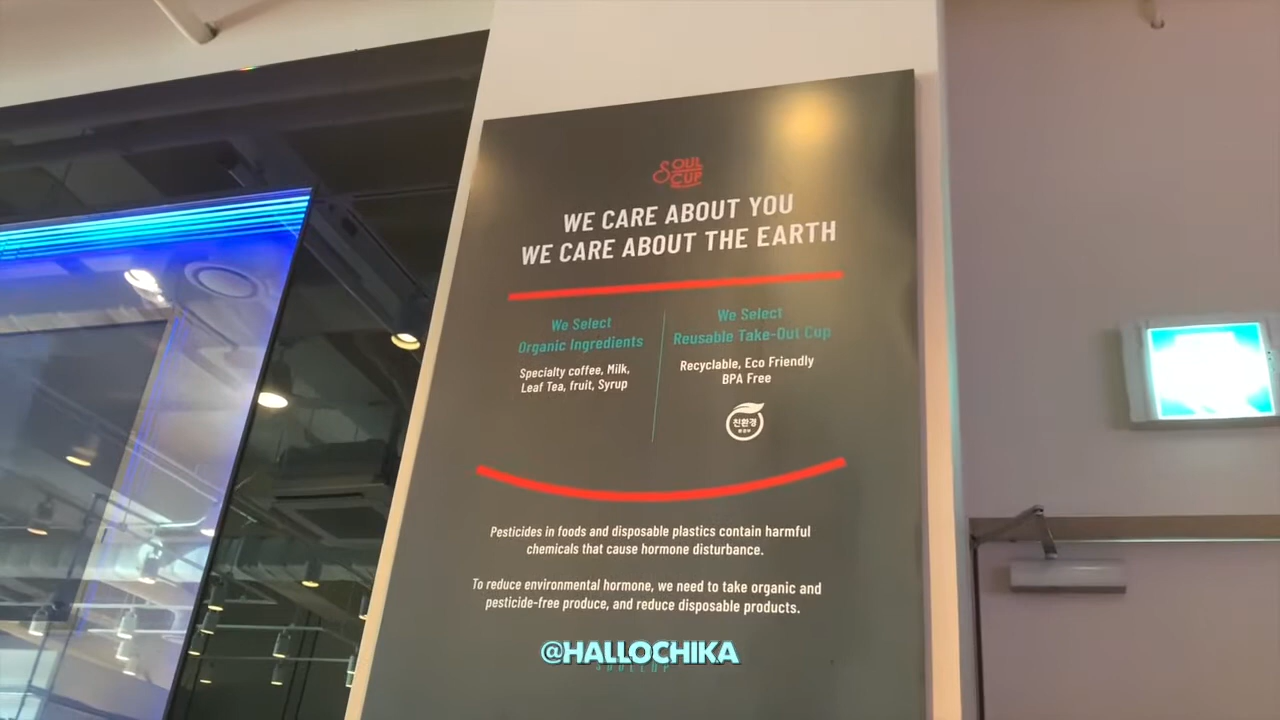 SOUL
CUP
WE CARE ABOUT YOU
WE CARE ABOUT THE EARTH
We Select
Organic Ingredients
Specialty coffee, Milk,
Leaf Tea, fruit, Syrup
We Select
Reusable Take-Out Cup
Recyclable, Eco Friendly
BPA Free
친환경
Pesticides in foods and disposable plastics contain harmful
chemicals that cause hormone disturbance.
To reduce environmental hormone, we need to take organic and
pesticide-free produce, and reduce disposable products.
@HALLOCHIKA